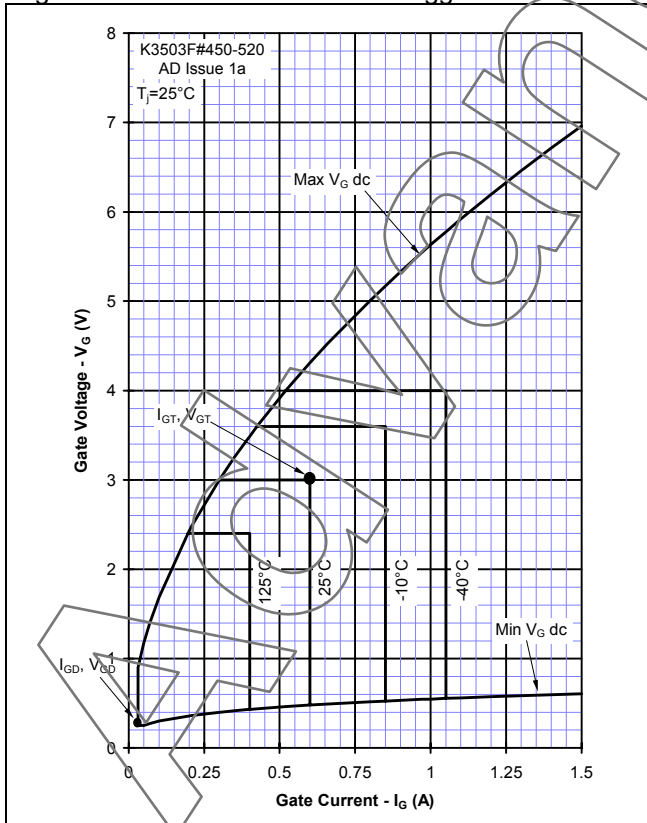 K3503F#450-520
AD Issue 1a
Tj=25°C
8
7
6
5
4
3
2
1
0
Gate Voltage - VG (V)
Max VG dc
IGT, VGT
125°C
25°C
-10°C
-40°C
Min VG dc
IGD, VGD
0
0.25
0.5
0.75
1
1.25
1.5
Gate Current - IG (A)